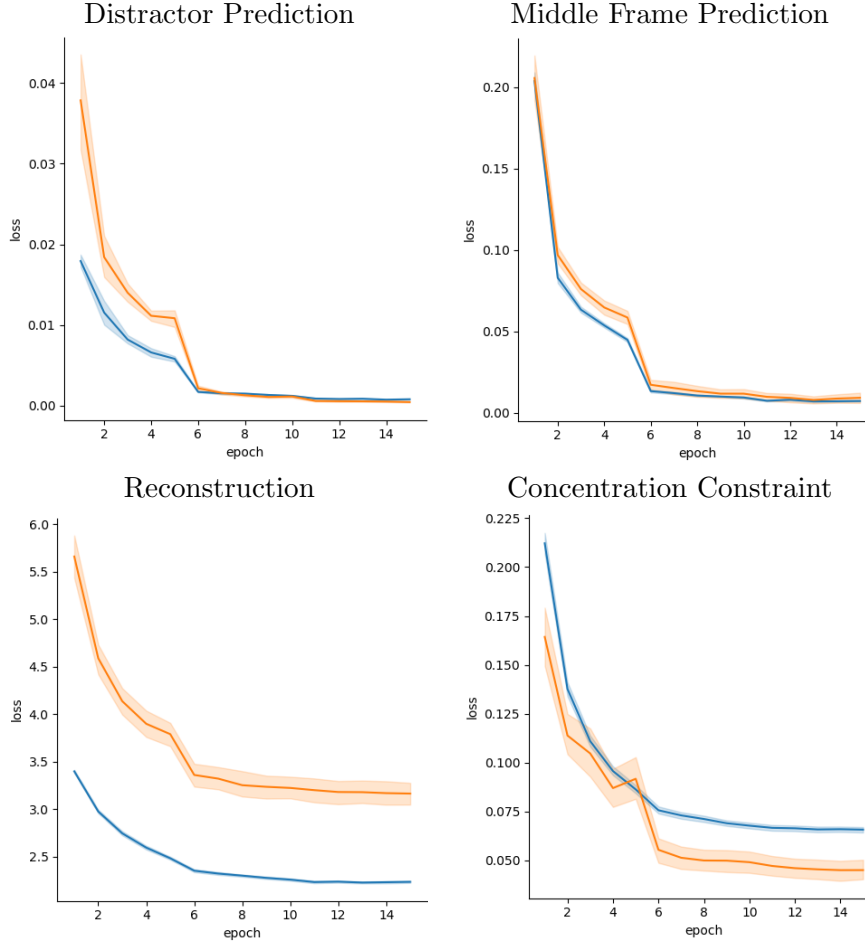 Distractor Prediction
0.04
0.03
0.02
0.01
0.00
loss
2 4 6 8 10 12 14
epoch
Middle Frame Prediction
0.20
0.15
0.10
0.05
0.00
loss
2 4 6 8 10 12 14
epoch
Reconstruction
6.0
5.5
5.0
4.5
4.0
3.5
3.0
2.5
loss
2 4 6 8 10 12 14
epoch
Concentration Constraint
0.225
0.200
0.175
0.150
0.125
0.100
0.075
0.050
loss
2 4 6 8 10 12 14
epoch